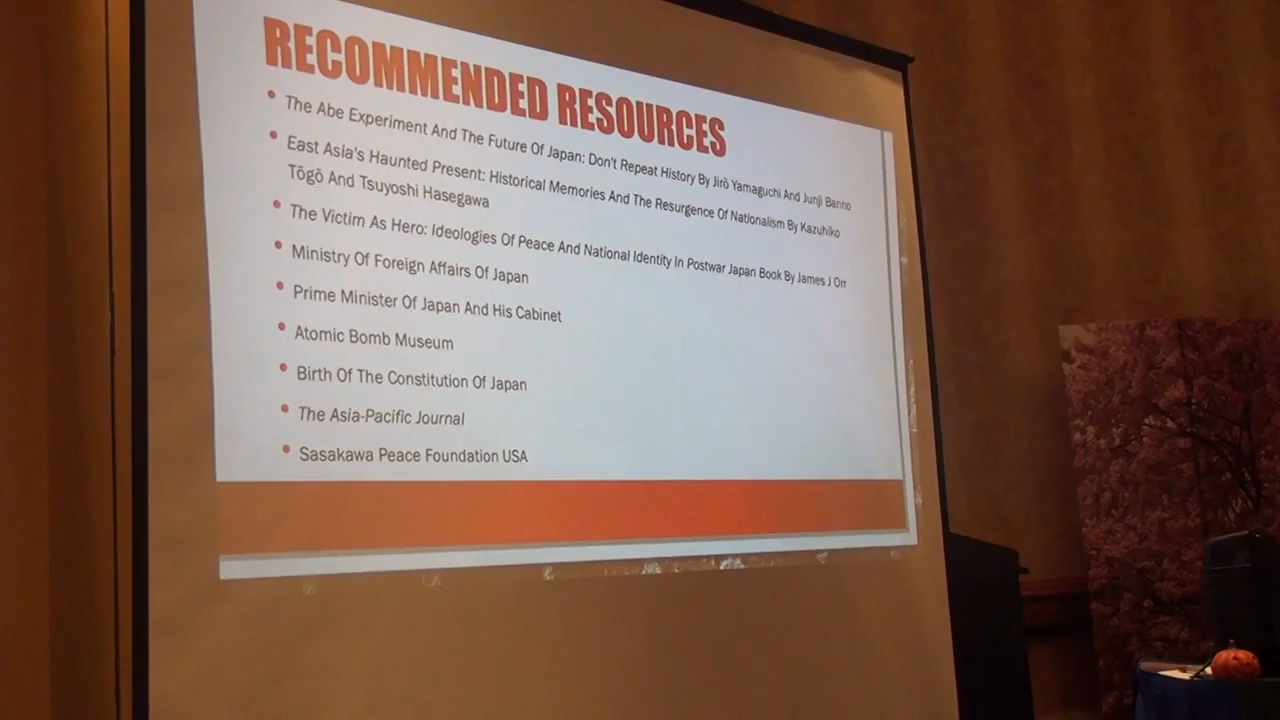 RECOMMENDED RESOURCES
• The Abe Experiment And The Future Of Japan: Don't Repeat History By Jirō Yamaguchi And Junji Banno
• East Asia's Haunted Present: Historical Memories And The Resurgence Of Nationalism By Kazuhiko
Tōgō And Tsuyoshi Hasegawa
• The Victim As Hero: Ideologies Of Peace And National Identity In Postwar Japan Book By James J Orr
• Ministry Of Foreign Affairs Of Japan
• Prime Minister Of Japan And His Cabinet
• Atomic Bomb Museum
• Birth Of The Constitution Of Japan
• The Asia-Pacific Journal
• Sasakawa Peace Foundation USA